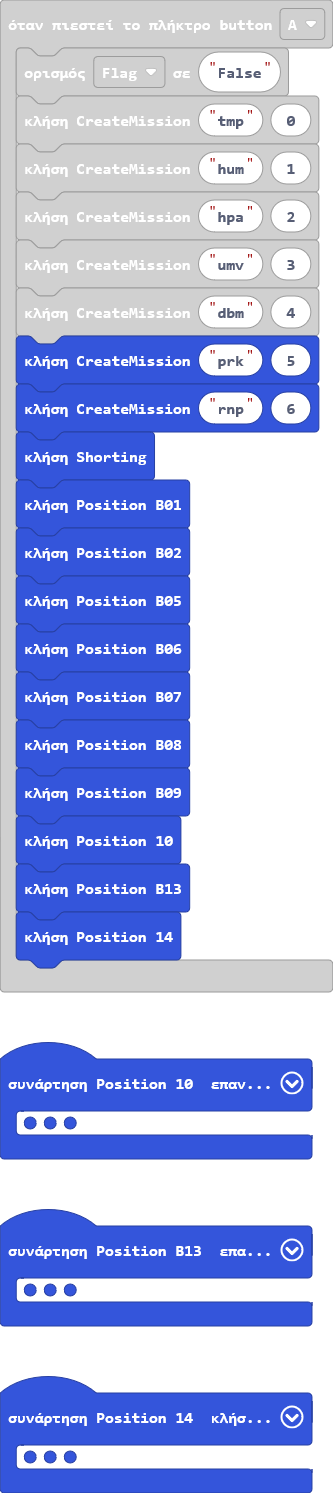 όταν πιεστεί το πλήκτρο button A
ορισμός Flag σε "False"
κλήση CreateMission "tmp" 0
κλήση CreateMission "hum" 1
κλήση CreateMission "hpa" 2
κλήση CreateMission "umv" 3
κλήση CreateMission "dbm" 4
κλήση CreateMission "prk" 5
κλήση CreateMission "rnp" 6
κλήση Shorting
κλήση Position B01
κλήση Position B02
κλήση Position B05
κλήση Position B06
κλήση Position B07
κλήση Position B08
κλήση Position B09
κλήση Position 10
κλήση Position B13
κλήση Position 14
συνάρτηση Position 10 επαν...
συνάρτηση Position B13 επα...
συνάρτηση Position 14 κλήσ...